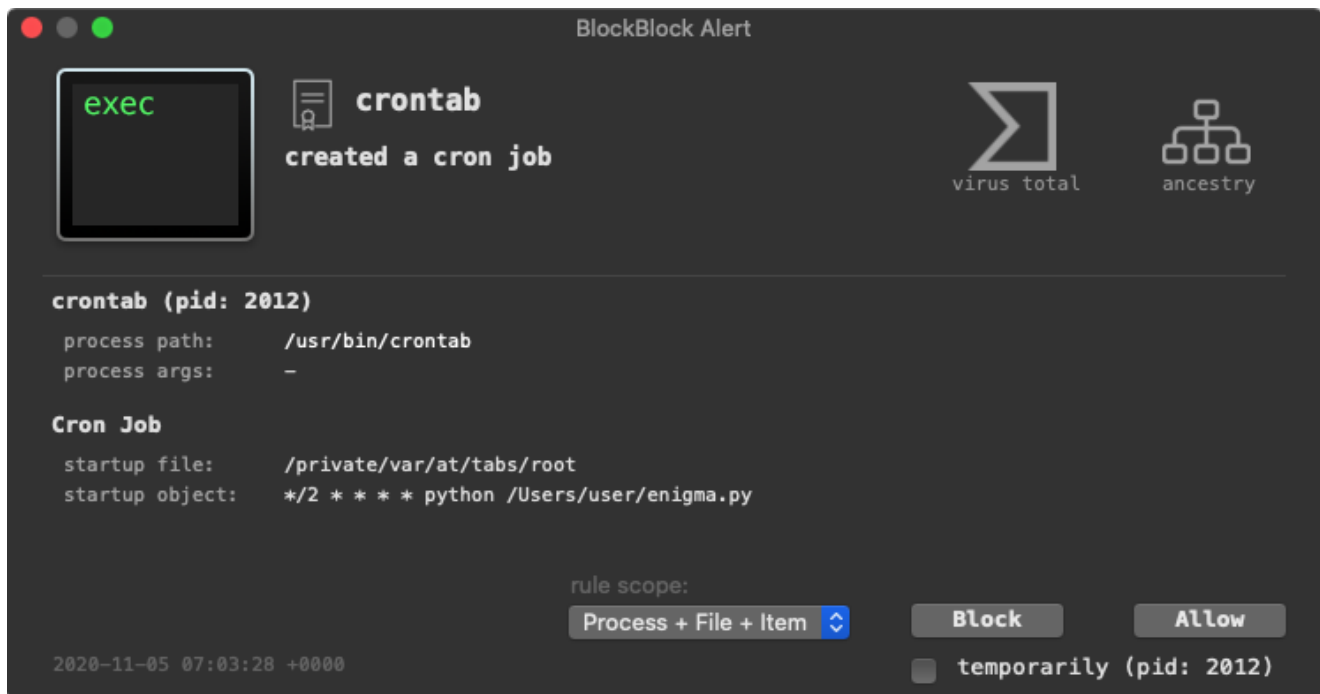 BlockBlock Alert
exec
crontab
created a cron job
virus total
ancestry
crontab (pid: 2012)
process path: /usr/bin/crontab
process args: –
Cron Job
startup file: /private/var/at/tabs/root
startup object: */2 * * * * python /Users/user/enigma.py
rule scope:
Process + File + Item
Block
Allow
2020-11-05 07:03:28 +0000
temporarily (pid: 2012)